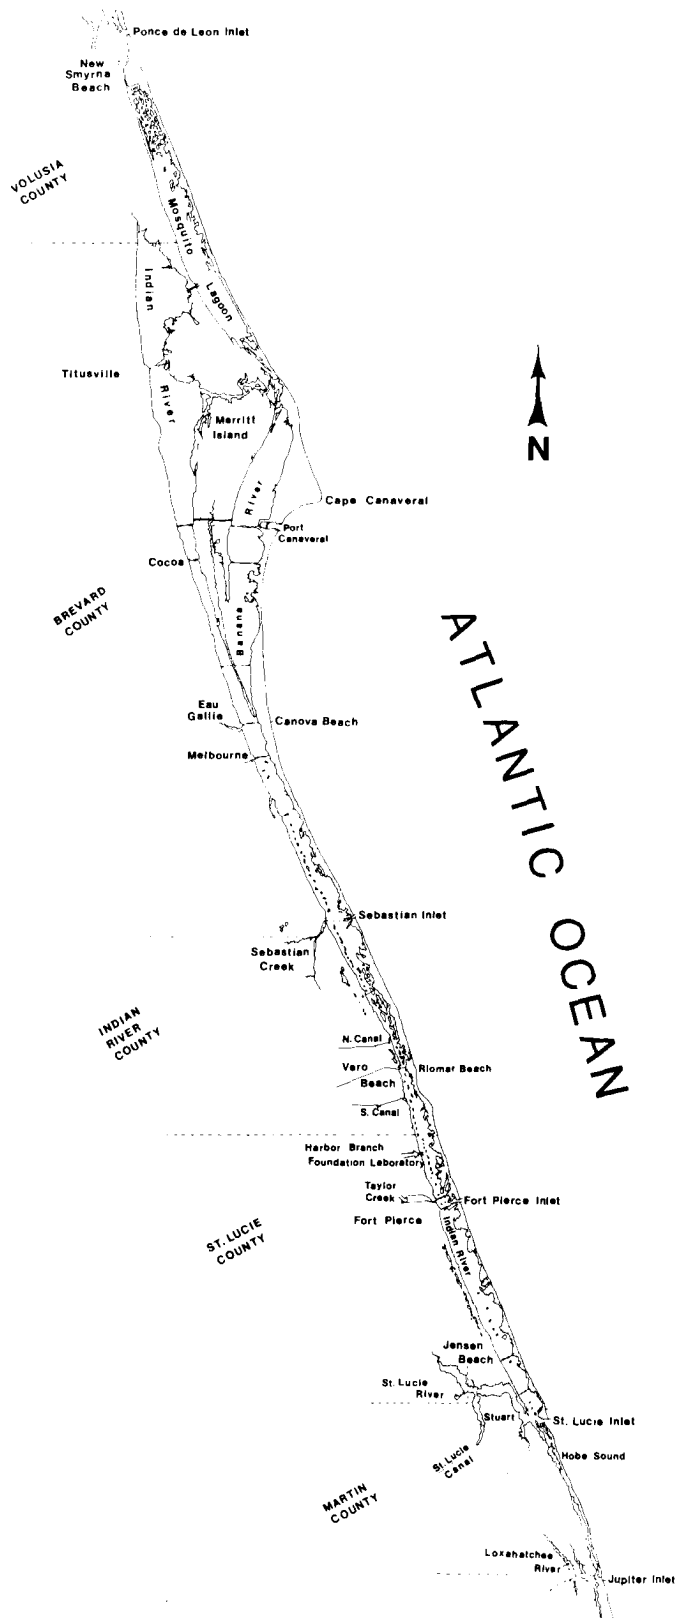 Ponce de Leon Inlet
New
Smyrna
Beach
VOLUSIA
COUNTY
Mosquito
Lagoon
Indian
River
Titusville
Merritt
Island
River
Cape Canaveral
Port
Canaveral
N
Cocoa
BREVARD
COUNTY
Banana
ATLANTIC OCEAN
Eau
Gallie
Canova Beach
Melbourne
Sebastian Inlet
Sebastian
Creek
INDIAN
RIVER
COUNTY
N. Canal
Vero
Beach
Riomar Beach
S. Canal
Harbor Branch
Foundation Laboratory
Taylor
Creek
Fort Pierce Inlet
Fort Pierce
Indian River
ST. LUCIE
COUNTY
Jensen
Beach
St. Lucie
River
Stuart
St. Lucie Inlet
St. Lucie
Canal
Hobe Sound
MARTIN
COUNTY
Loxahatchee
River
Jupiter Inlet